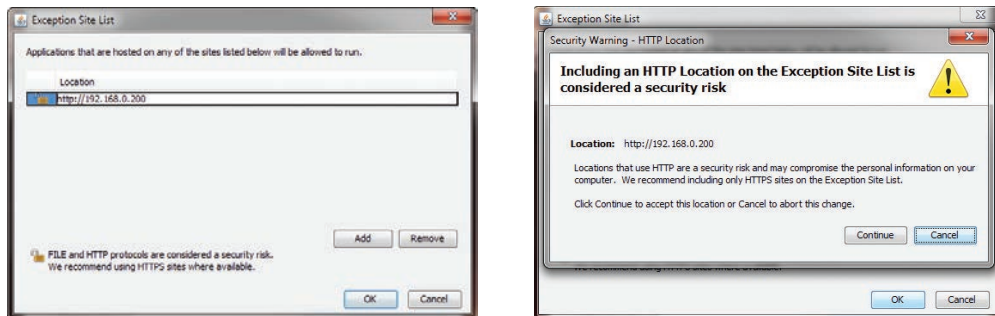 Exception Site List
Applications that are hosted on any of the sites listed below will be allowed to run.
Location
http://192.168.0.200
Add
Remove
FILE and HTTP protocols are considered a security risk.
We recommend using HTTPS sites where available.
OK
Cancel
Exception Site List
Security Warning - HTTP Location
Including an HTTP Location on the Exception Site List is
considered a security risk
Location: http://192.168.0.200
Locations that use HTTP are a security risk and may compromise the personal information on your
computer. We recommend including only HTTPS sites on the Exception Site List.
Click Continue to accept this location or Cancel to abort this change.
Continue
Cancel
OK
Cancel